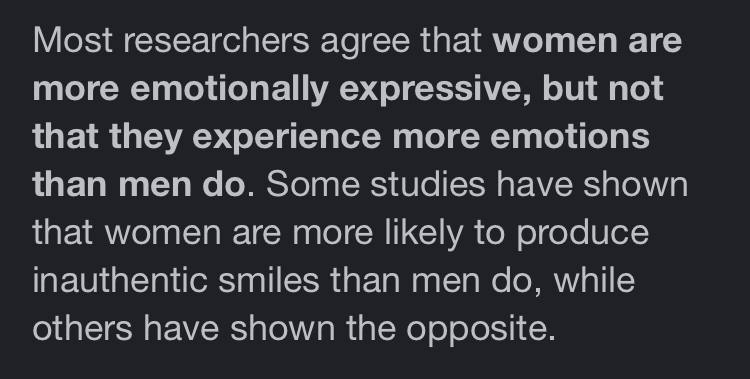 Most researchers agree that women are
more emotionally expressive, but not
that they experience more emotions
than men do. Some studies have shown
that women are more likely to produce
inauthentic smiles than men do, while
others have shown the opposite.